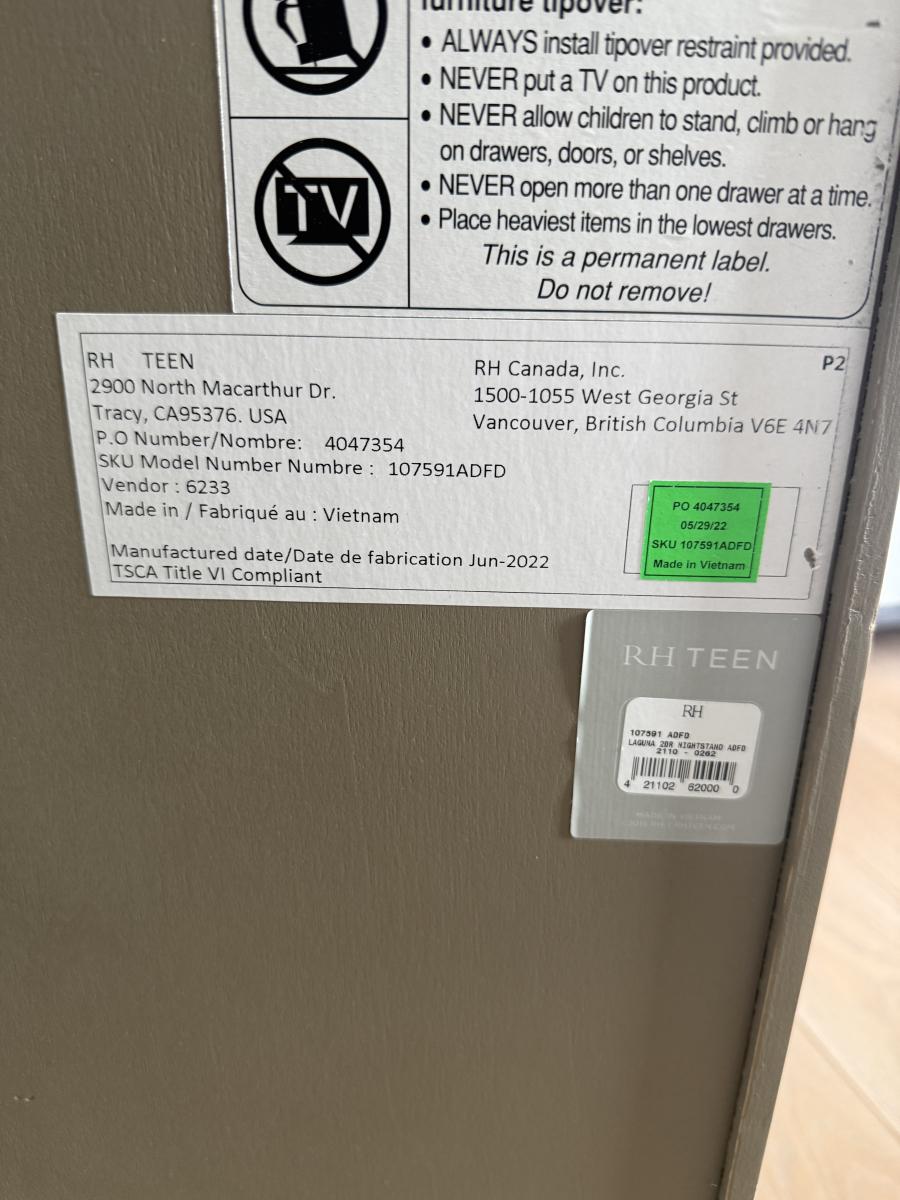 furniture tipover:
• ALWAYS install tipover restraint provided.
• NEVER put a TV on this product.
• NEVER allow children to stand, climb or hang
on drawers, doors, or shelves.
• NEVER open more than one drawer at a time.
• Place heaviest items in the lowest drawers.
This is a permanent label.
Do not remove!
TV
RH TEEN
2900 North Macarthur Dr.
Tracy, CA95376. USA
P.O Number/Nombre: 4047354
SKU Model Number Numbre : 107591ADFD
Vendor : 6233
Made in / Fabriqué au : Vietnam
Manufactured date/Date de fabrication Jun-2022
TSCA Title VI Compliant
RH Canada, Inc.
1500-1055 West Georgia St
Vancouver, British Columbia V6E 4N7
P2
PO 4047354
05/29/22
SKU 107591ADFD
Made in Vietnam
RH TEEN
RH
107591 ADFD
LAGUNA 2DR NIGHTSTAND ADFD
2110 - 0262
4 21102 62000 0
MADE IN VIETNAM